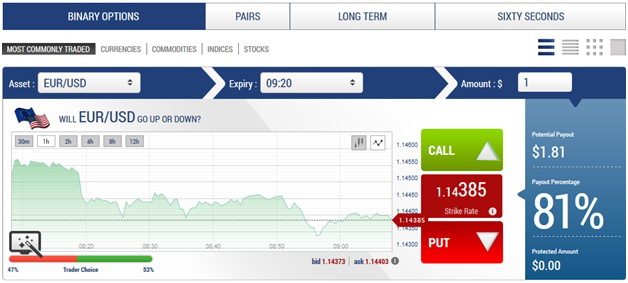 BINARY OPTIONS PAIRS LONG TERM SIXTY SECONDS
MOST COMMONLY TRADED CURRENCIES COMMODITIES INDICES STOCKS
Asset : EUR/USD Expiry : 09:20 Amount : $ 1
WILL EUR/USD GO UP OR DOWN?
30m 1h 2h 4h 8h 12h
1.14600
1.14550
1.14500
1.14450
1.14400
1.14385
1.14350
1.14300
08:20 08:30 08:40 08:50 09:00
47% Trader Choice 53%
bid 1.14373 ask 1.14403
CALL
1.14385
Strike Rate
PUT
Potential Payout
$1.81
Payout Percentage
81%
Protected Amount
$0.00